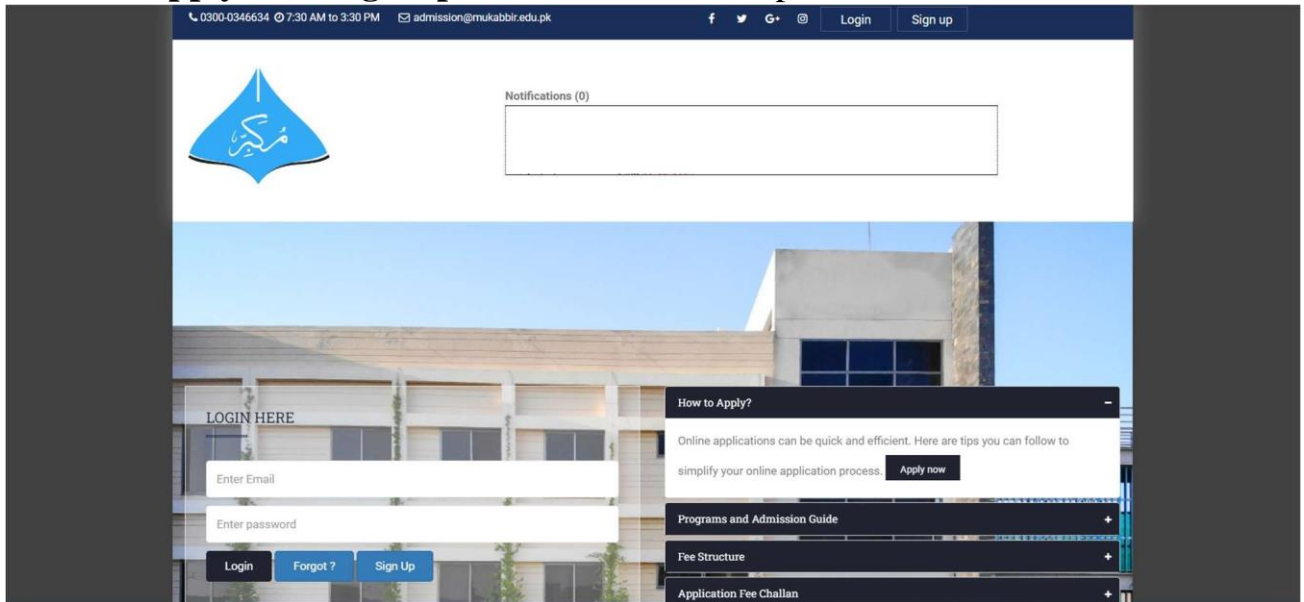 0300-0346634 7:30 AM to 3:30 PM admission@mukabbir.edu.pk f G+ Login Sign up
مُكَبِّر
Notifications (0)
How to Apply? −
LOGIN HERE
Online applications can be quick and efficient. Here are tips you can follow to
simplify your online application process. Apply now
Enter Email
Programs and Admission Guide +
Enter password
Fee Structure +
Login Forgot ? Sign Up
Application Fee Challan +